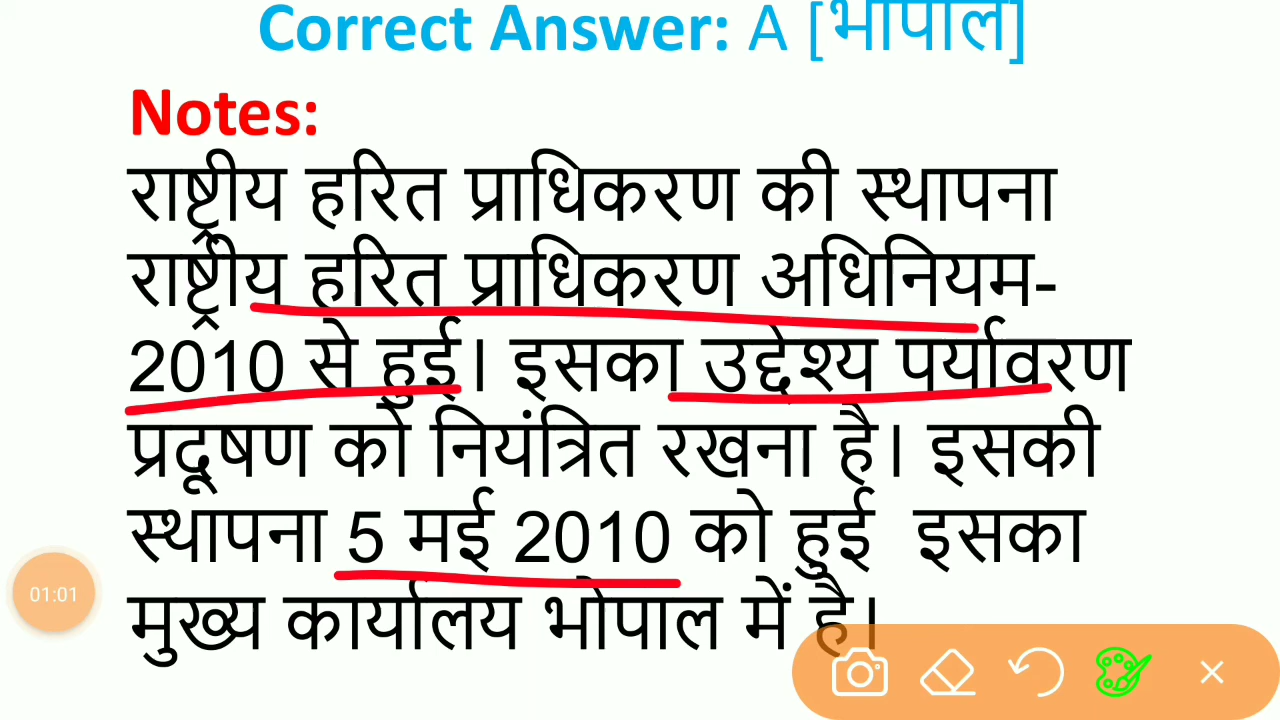 Correct Answer: A [भोपाल]
Notes:
राष्ट्रीय हरित प्राधिकरण की स्थापना
राष्ट्रीय हरित प्राधिकरण अधिनियम-
2010 से हुई। इसका उद्देश्य पर्यावरण
प्रदूषण को नियंत्रित रखना है। इसकी
स्थापना 5 मई 2010 को हुई इसका
मुख्य कार्यालय भोपाल में है।
01:01